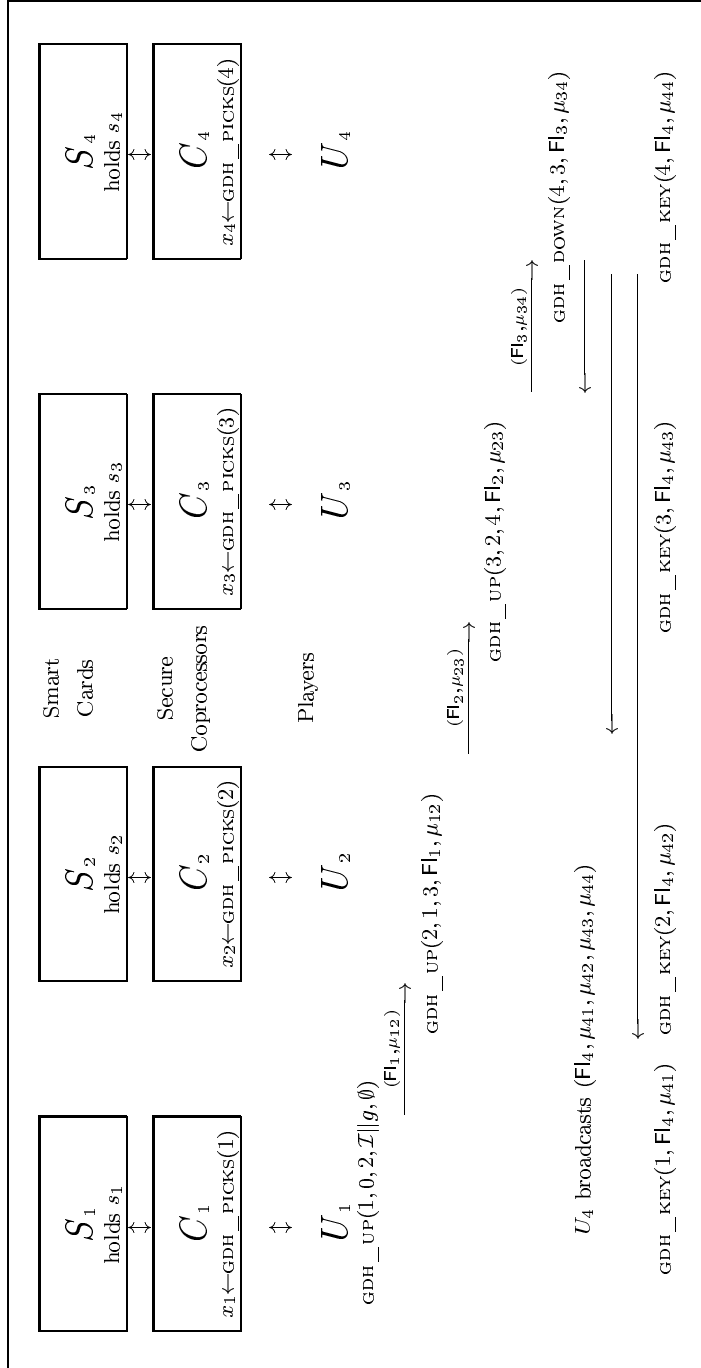 S₁ S₂ Smart S₃ S₄
holds s₁ holds s₂ Cards holds s₃ holds s₄
↔ ↔ ↔ ↔
C₁ C₂ Secure C₃ C₄
x₁←GDH_PICKS(1) x₂←GDH_PICKS(2) Coprocessors x₃←GDH_PICKS(3) x₄←GDH_PICKS(4)
↔ ↔ ↔ ↔
U₁ U₂ Players U₃ U₄
GDH_UP(1, 0, 2, ℐ||g, ∅)
(Fl₁,μ₁₂)
GDH_UP(2, 1, 3, Fl₁, μ₁₂)
(Fl₂,μ₂₃)
GDH_UP(3, 2, 4, Fl₂, μ₂₃)
(Fl₃,μ₃₄)
GDH_DOWN(4, 3, Fl₃, μ₃₄)
U₄ broadcasts (Fl₄, μ₄₁, μ₄₂, μ₄₃, μ₄₄)
GDH_KEY(1, Fl₄, μ₄₁) GDH_KEY(2, Fl₄, μ₄₂) GDH_KEY(3, Fl₄, μ₄₃) GDH_KEY(4, Fl₄, μ₄₄)